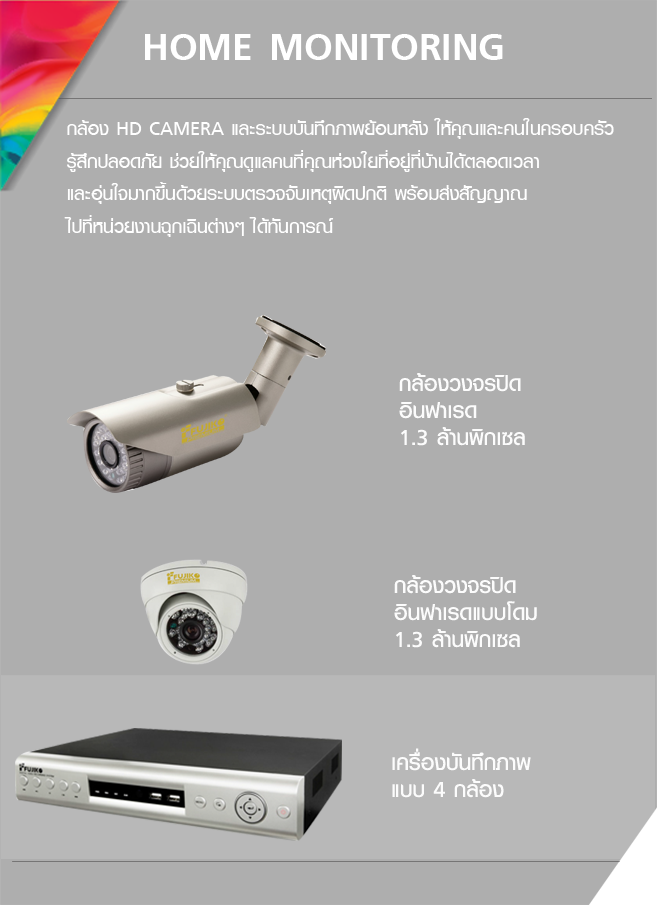 HOME MONITORING
กล้อง HD CAMERA และระบบบันทึกภาพย้อนหลัง ให้คุณและคนในครอบครัว
รู้สึกปลอดภัย ช่วยให้คุณดูแลคนที่คุณห่วงใยที่อยู่ที่บ้านได้ตลอดเวลา
และอุ่นใจมากขึ้นด้วยระบบตรวจจับเหตุผิดปกติ พร้อมส่งสัญญาณ
ไปที่หน่วยงานฉุกเฉินต่างๆ ได้ทันการณ์
กล้องวงจรปิด
อินฟาเรด
1.3 ล้านพิกเซล
FUJIKO
กล้องวงจรปิด
อินฟาเรดแบบโดม
1.3 ล้านพิกเซล
FUJIKO
เครื่องบันทึกภาพ
แบบ 4 กล้อง
FUJIKO